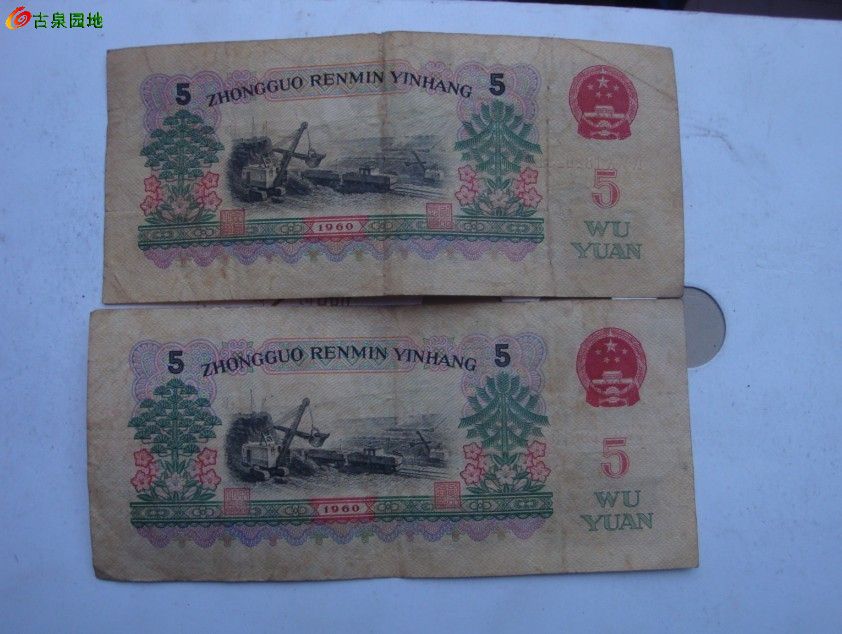 古泉园地
5 ZHONGGUO RENMIN YINHANG 5
5
WU
YUAN
1960
5 ZHONGGUO RENMIN YINHANG 5
5
WU
YUAN
1960